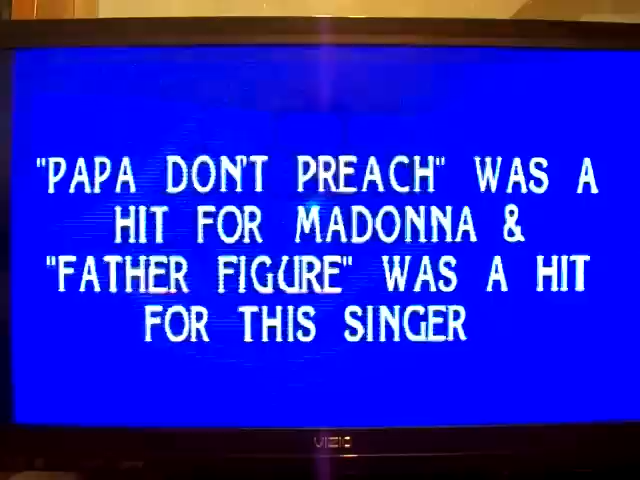 "PAPA DON'T PREACH" WAS A
HIT FOR MADONNA &
"FATHER FIGURE" WAS A HIT
FOR THIS SINGER
VIZIO